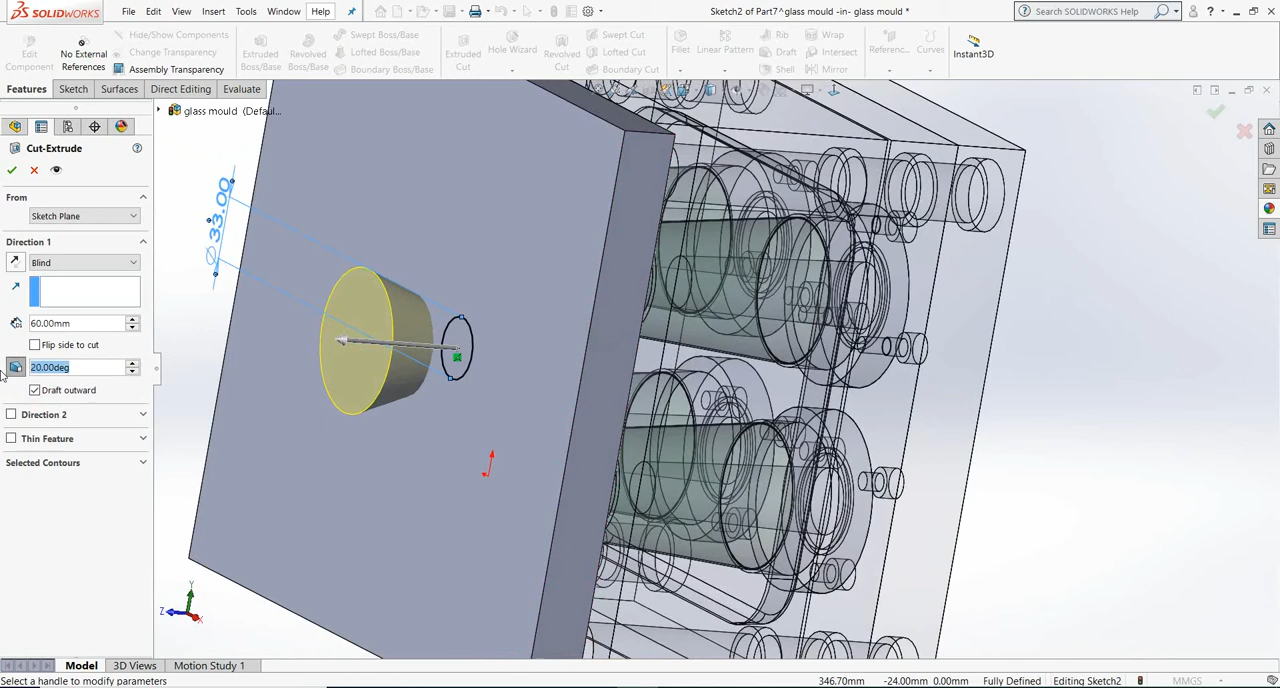 SOLIDWORKS
File Edit View Insert Tools Window Help
Sketch2 of Part7^glass mould -in- glass mould *
Search SOLIDWORKS Help
Edit Component
No External References
Hide/Show Components
Change Transparency
Assembly Transparency
Extruded Boss/Base
Revolved Boss/Base
Swept Boss/Base
Lofted Boss/Base
Boundary Boss/Base
Extruded Cut
Hole Wizard
Revolved Cut
Swept Cut
Lofted Cut
Boundary Cut
Fillet
Linear Pattern
Rib
Draft
Shell
Wrap
Intersect
Mirror
Referenc...
Curves
Instant3D
Features Sketch Surfaces Direct Editing Evaluate
glass mould (Defaul...
Cut-Extrude
From
Sketch Plane
Direction 1
Blind
60.00mm
Flip side to cut
20.00deg
Draft outward
Direction 2
Thin Feature
Selected Contours
Ø33.00
Y
Z
X
Model 3D Views Motion Study 1
Select a handle to modify parameters
346.70mm -24.00mm 0.00mm Fully Defined Editing Sketch2 MMGS